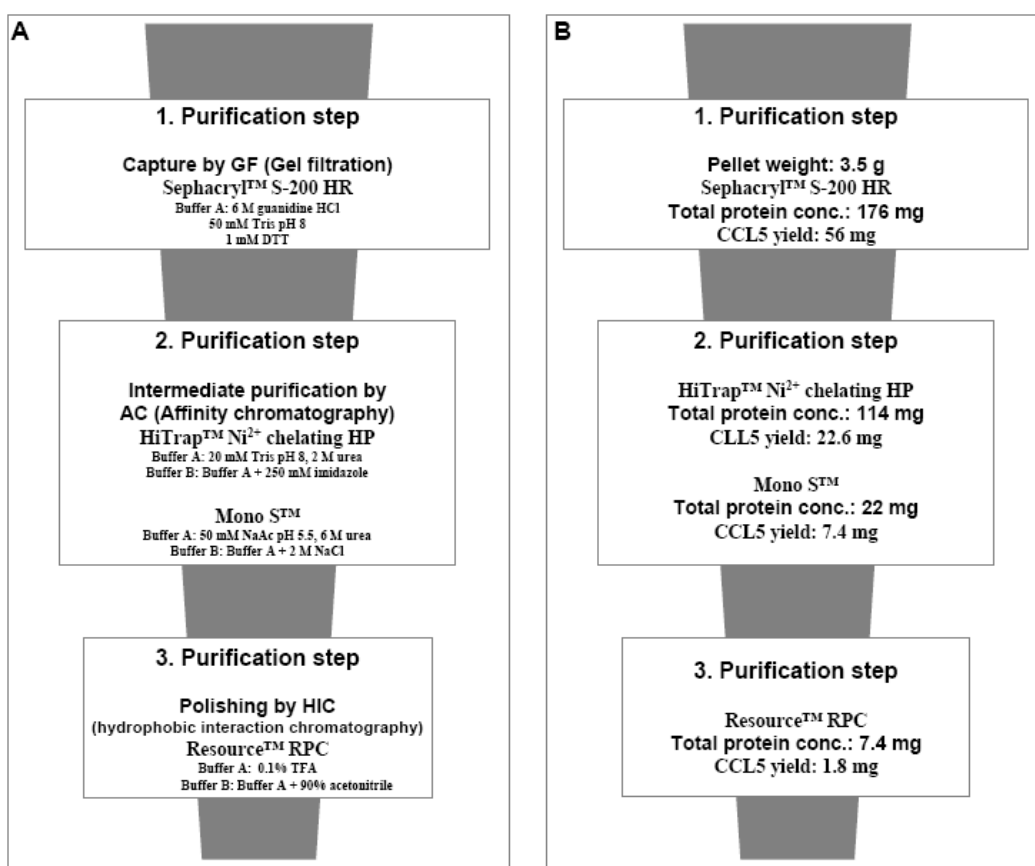 A
1. Purification step
Capture by GF (Gel filtration)
Sephacryl™ S-200 HR
Buffer A: 6 M guanidine HCl
50 mM Tris pH 8
1 mM DTT
2. Purification step
Intermediate purification by
AC (Affinity chromatography)
HiTrap™ Ni²⁺ chelating HP
Buffer A: 20 mM Tris pH 8, 2 M urea
Buffer B: Buffer A + 250 mM imidazole
Mono S™
Buffer A: 50 mM NaAc pH 5.5, 6 M urea
Buffer B: Buffer A + 2 M NaCl
3. Purification step
Polishing by HIC
(hydrophobic interaction chromatography)
Resource™ RPC
Buffer A: 0.1% TFA
Buffer B: Buffer A + 90% acetonitrile
B
1. Purification step
Pellet weight: 3.5 g
Sephacryl™ S-200 HR
Total protein conc.: 176 mg
CCL5 yield: 56 mg
2. Purification step
HiTrap™ Ni²⁺ chelating HP
Total protein conc.: 114 mg
CLL5 yield: 22.6 mg
Mono S™
Total protein conc.: 22 mg
CCL5 yield: 7.4 mg
3. Purification step
Resource™ RPC
Total protein conc.: 7.4 mg
CCL5 yield: 1.8 mg